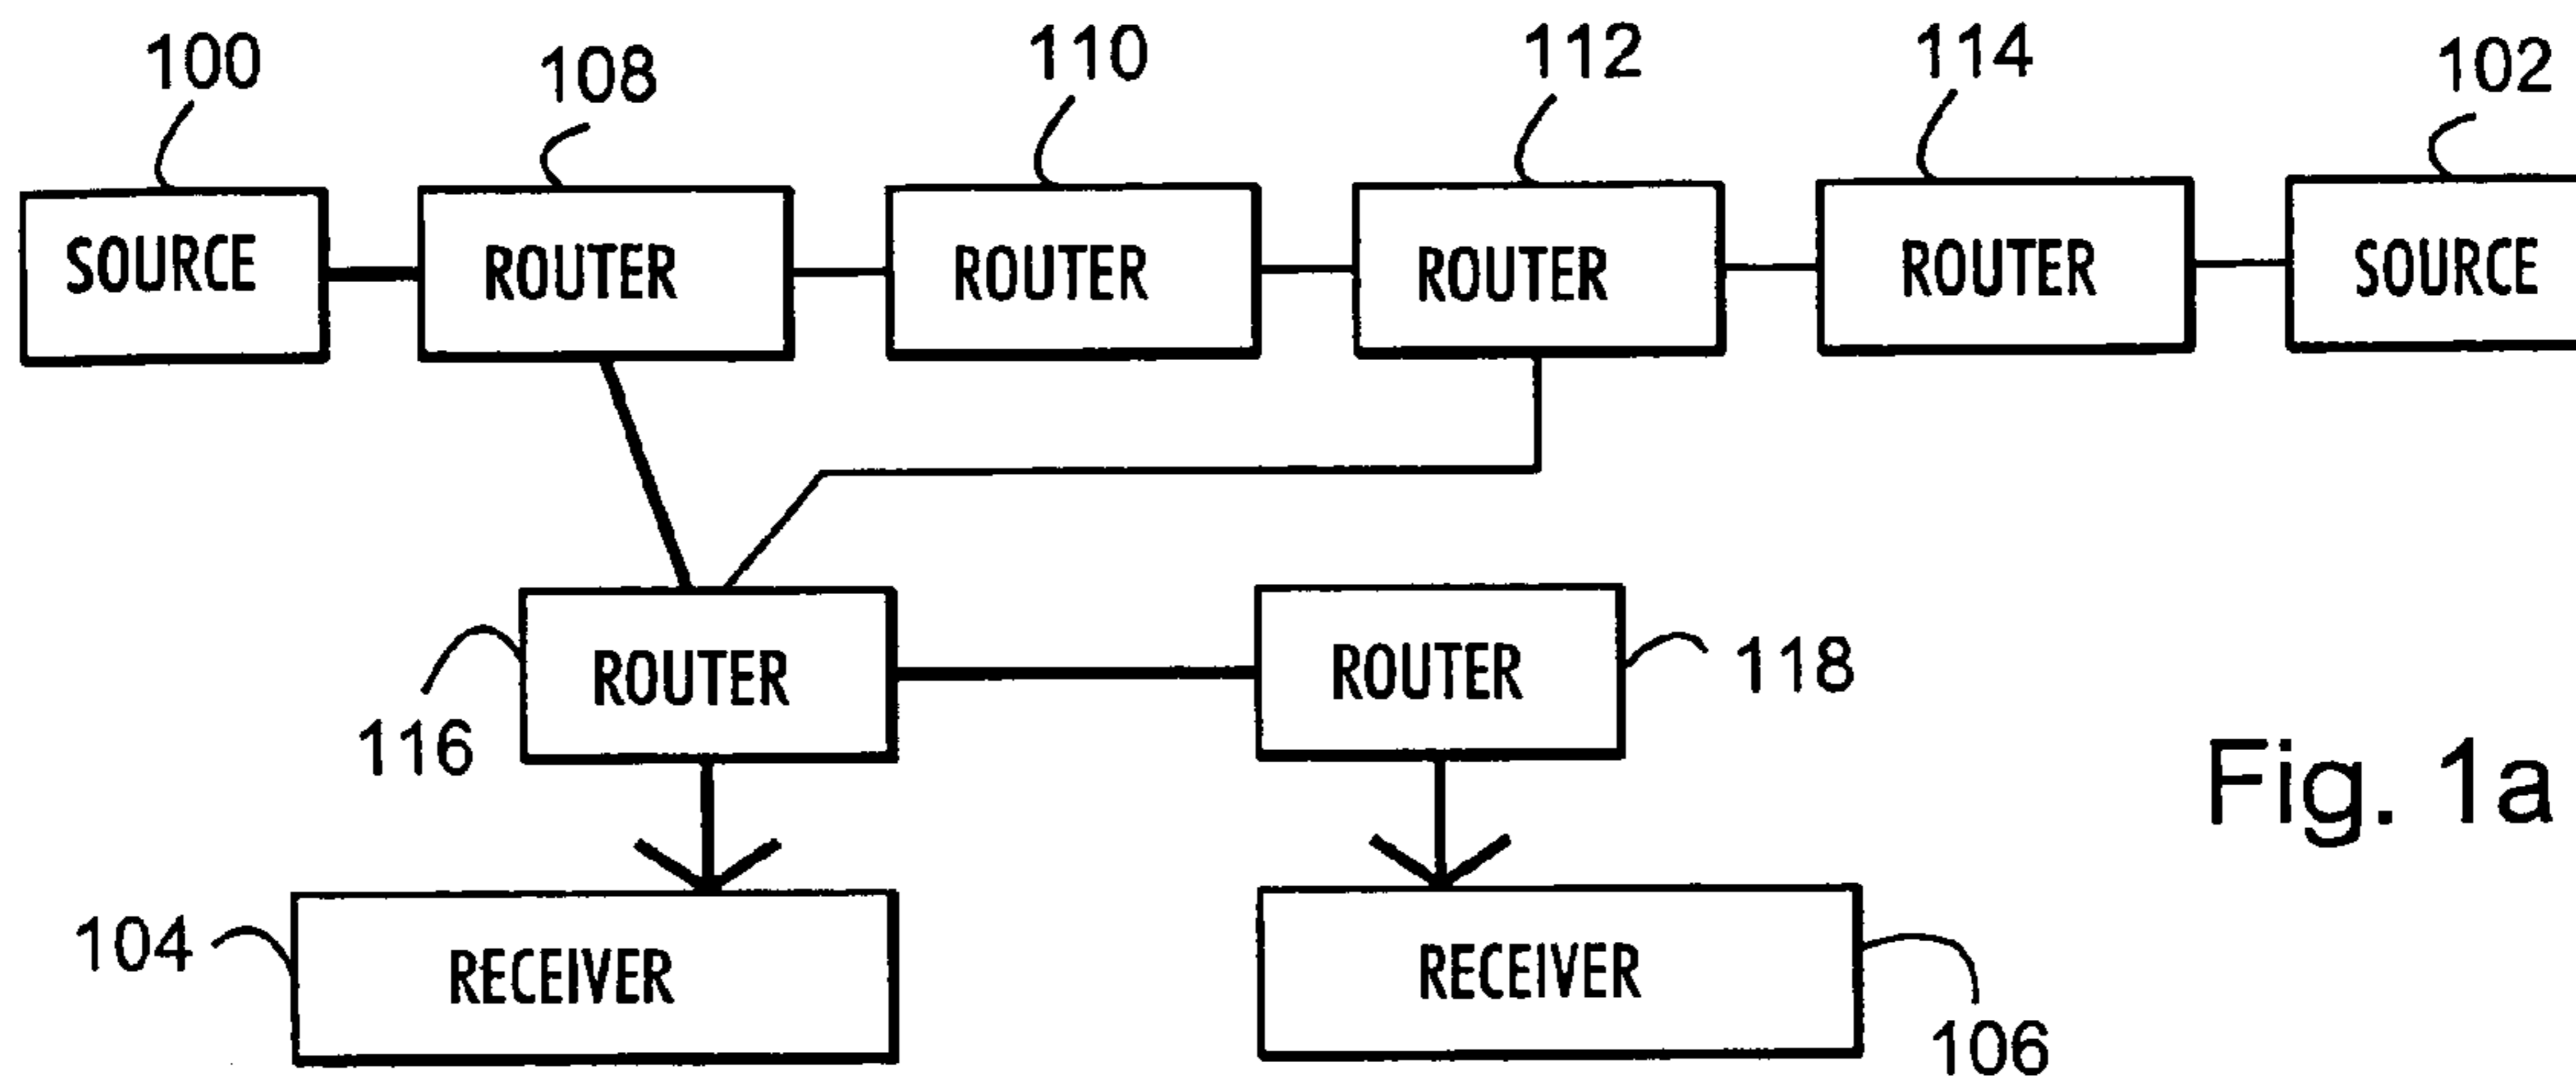 100
108
110
112
114
102
SOURCE
ROUTER
ROUTER
ROUTER
ROUTER
SOURCE
ROUTER
ROUTER
116
118
Fig. 1a
104
RECEIVER
RECEIVER
106